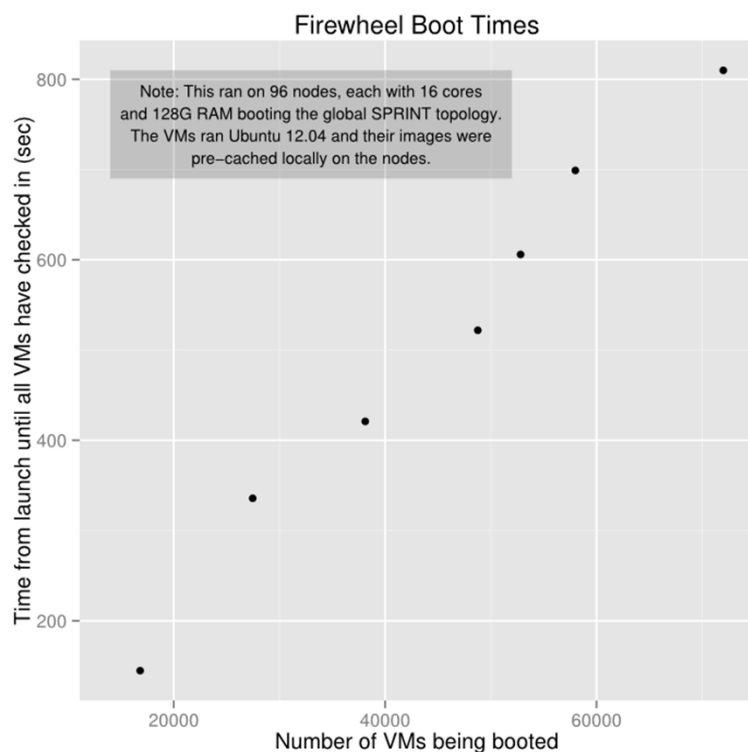 Firewheel Boot Times
Note: This ran on 96 nodes, each with 16 cores
and 128G RAM booting the global SPRINT topology.
The VMs ran Ubuntu 12.04 and their images were
pre−cached locally on the nodes.
Time from launch until all VMs have checked in (sec)
800
600
400
200
20000
40000
60000
Number of VMs being booted